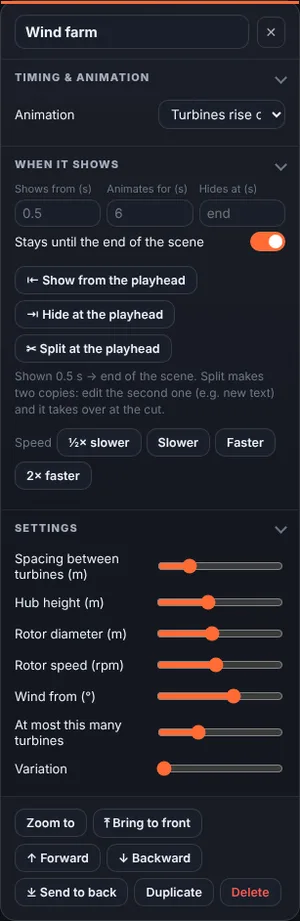 Wind farm
TIMING & ANIMATION
Animation Turbines rise c
WHEN IT SHOWS
Shows from (s) Animates for (s) Hides at (s)
0.5 6 end
Stays until the end of the scene
⇤ Show from the playhead
⇥ Hide at the playhead
✂ Split at the playhead
Shown 0.5 s → end of the scene. Split makes
two copies: edit the second one (e.g. new text)
and it takes over at the cut.
Speed ½× slower Slower Faster
2× faster
SETTINGS
Spacing between
turbines (m)
Hub height (m)
Rotor diameter (m)
Rotor speed (rpm)
Wind from (°)
At most this many
turbines
Variation
Zoom to ⤒ Bring to front
↑ Forward ↓ Backward
⤓ Send to back Duplicate Delete